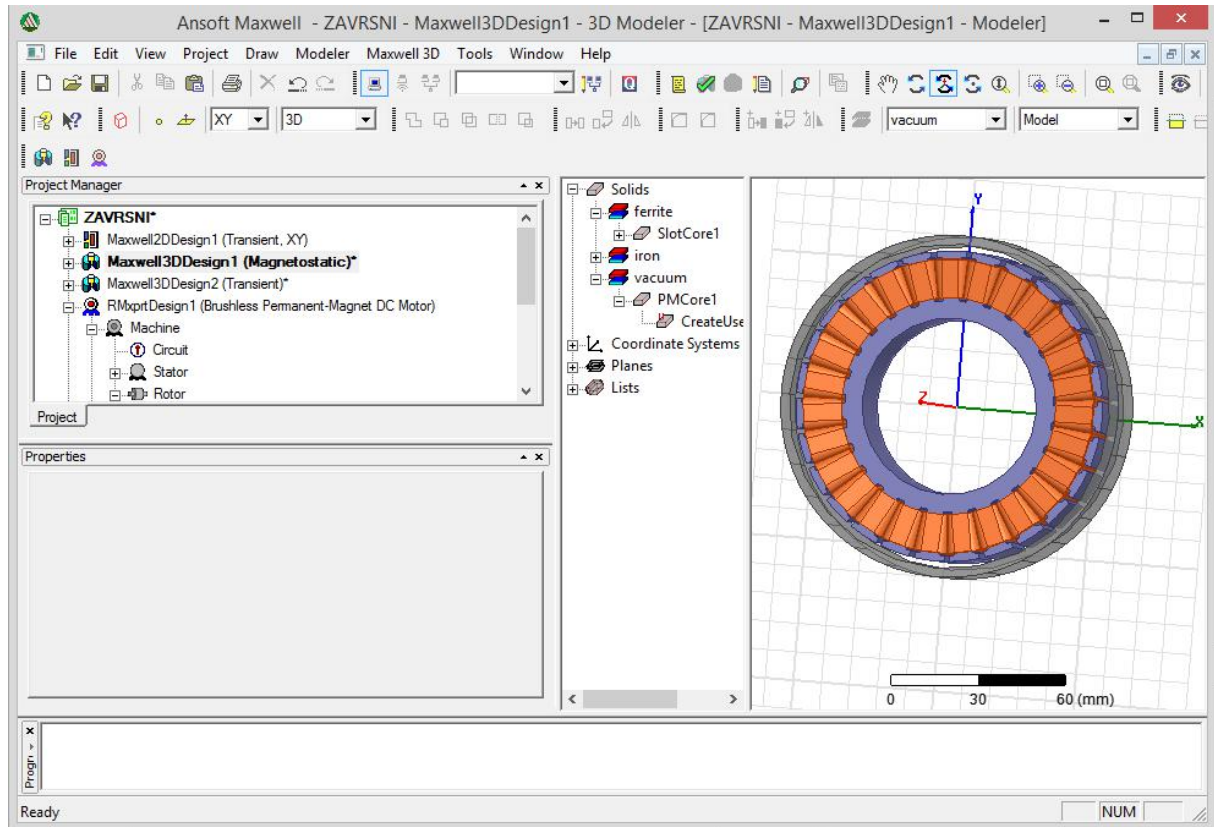 Ansoft Maxwell - ZAVRSNI - Maxwell3DDesign1 - 3D Modeler - [ZAVRSNI - Maxwell3DDesign1 - Modeler]
File Edit View Project Draw Modeler Maxwell 3D Tools Window Help
XY 3D vacuum Model
Project Manager
ZAVRSNI*
Maxwell2DDesign1 (Transient, XY)
Maxwell3DDesign1 (Magnetostatic)*
Maxwell3DDesign2 (Transient)*
RMxprtDesign1 (Brushless Permanent-Magnet DC Motor)
Machine
Circuit
Stator
Rotor
Project
Properties
Solids
ferrite
SlotCore1
iron
vacuum
PMCore1
CreateUse
Coordinate Systems
Planes
Lists
Y
Z
X
0 30 60 (mm)
Progr
Ready NUM